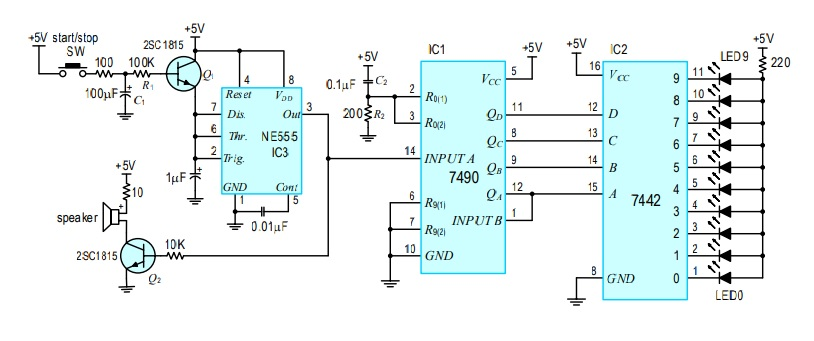 start/stop
SW
+5V
100
100K
R1
100µF
C1
2SC1815
+5V
Q1
4
8
Reset
VDD
7
Dis.
Out
3
6
Thr.
NE555
IC3
2
Trig.
1µF
GND
Cont
1
5
0.01µF
+5V
10
speaker
2SC1815
Q2
10K
+5V
C2
0.1µF
200
R2
IC1
+5V
2
R0(1)
VCC
5
3
R0(2)
QD
11
QC
8
14
INPUT A
7490
QB
9
QA
12
6
R9(1)
INPUT B
1
7
R9(2)
10
GND
+5V
IC2
16
VCC
12
D
13
C
14
B
15
A
7442
8
GND
LED9
+5V
220
9
11
8
10
7
9
6
7
5
6
4
5
3
4
2
3
1
2
0
1
LED0